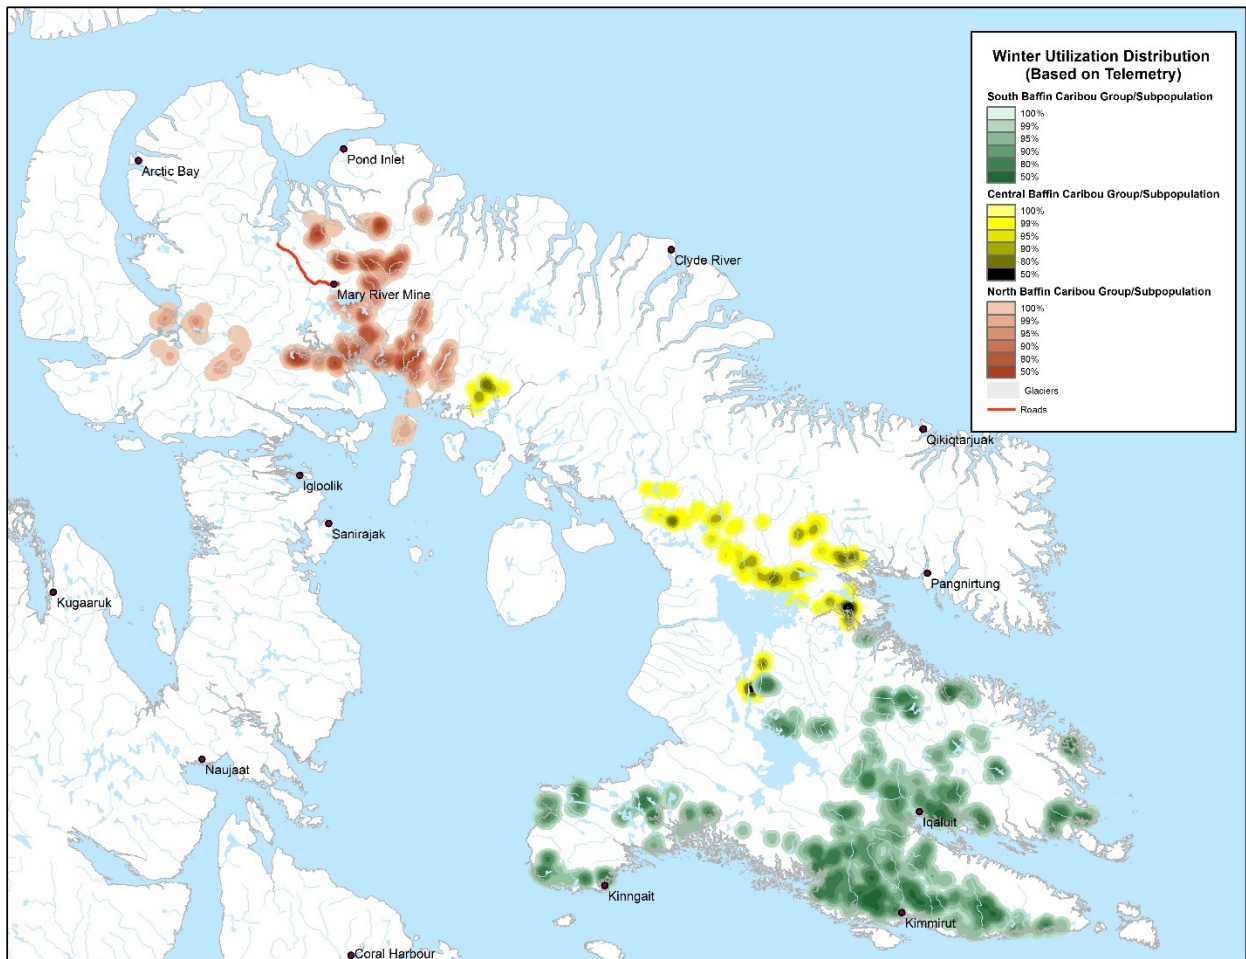 Winter Utilization Distribution
(Based on Telemetry)
South Baffin Caribou Group/Subpopulation
100%
99%
95%
90%
80%
50%
Central Baffin Caribou Group/Subpopulation
100%
99%
95%
90%
80%
50%
North Baffin Caribou Group/Subpopulation
100%
99%
95%
90%
80%
50%
Glaciers
Roads
Pond Inlet
Arctic Bay
Clyde River
Mary River Mine
Qikiqtarjuak
Igloolik
Sanirajak
Pangnirtung
Kugaaruk
Naujaat
Iqaluit
Kinngait
Kimmirut
Coral Harbour